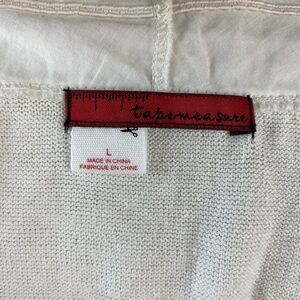 tapemeasure
L
MADE IN CHINA
FABRIQUÉ EN CHINE